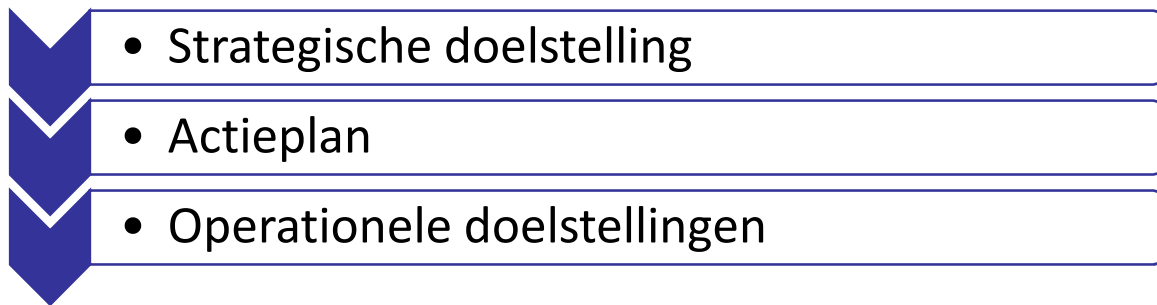 • Strategische doelstelling
• Actieplan
• Operationele doelstellingen